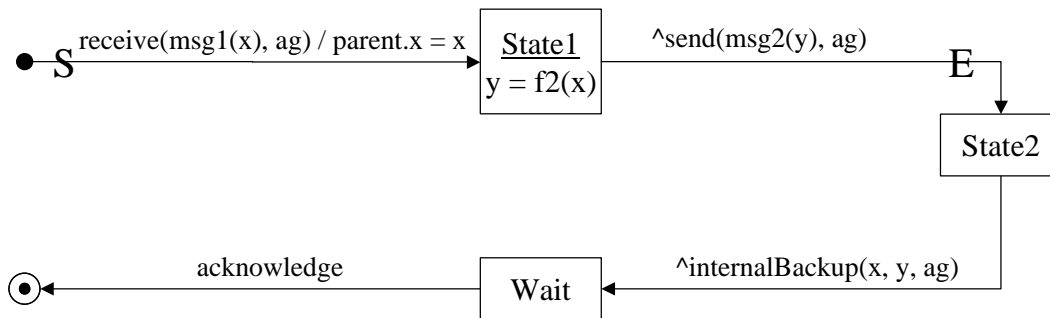 receive(msg1(x), ag) / parent.x = x
S
State1
y = f2(x)
^send(msg2(y), ag)
E
State2
acknowledge
Wait
^internalBackup(x, y, ag)